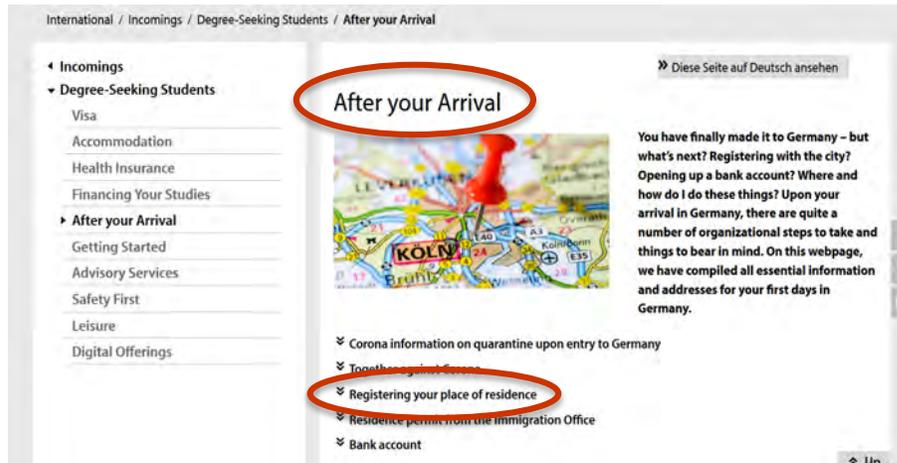 International / Incomings / Degree-Seeking Students / After your Arrival
Incomings
Degree-Seeking Students
Visa
Accommodation
Health Insurance
Financing Your Studies
After your Arrival
Getting Started
Advisory Services
Safety First
Leisure
Digital Offerings
» Diese Seite auf Deutsch ansehen
After your Arrival
KÖLN
E40
A3
E35
Brühl
You have finally made it to Germany – but
what's next? Registering with the city?
Opening up a bank account? Where and
how do I do these things? Upon your
arrival in Germany, there are quite a
number of organizational steps to take and
things to bear in mind. On this webpage,
we have compiled all essential information
and addresses for your first days in
Germany.
Corona information on quarantine upon entry to Germany
Together against Corona
Registering your place of residence
Residence permit from the Immigration Office
Bank account
Up